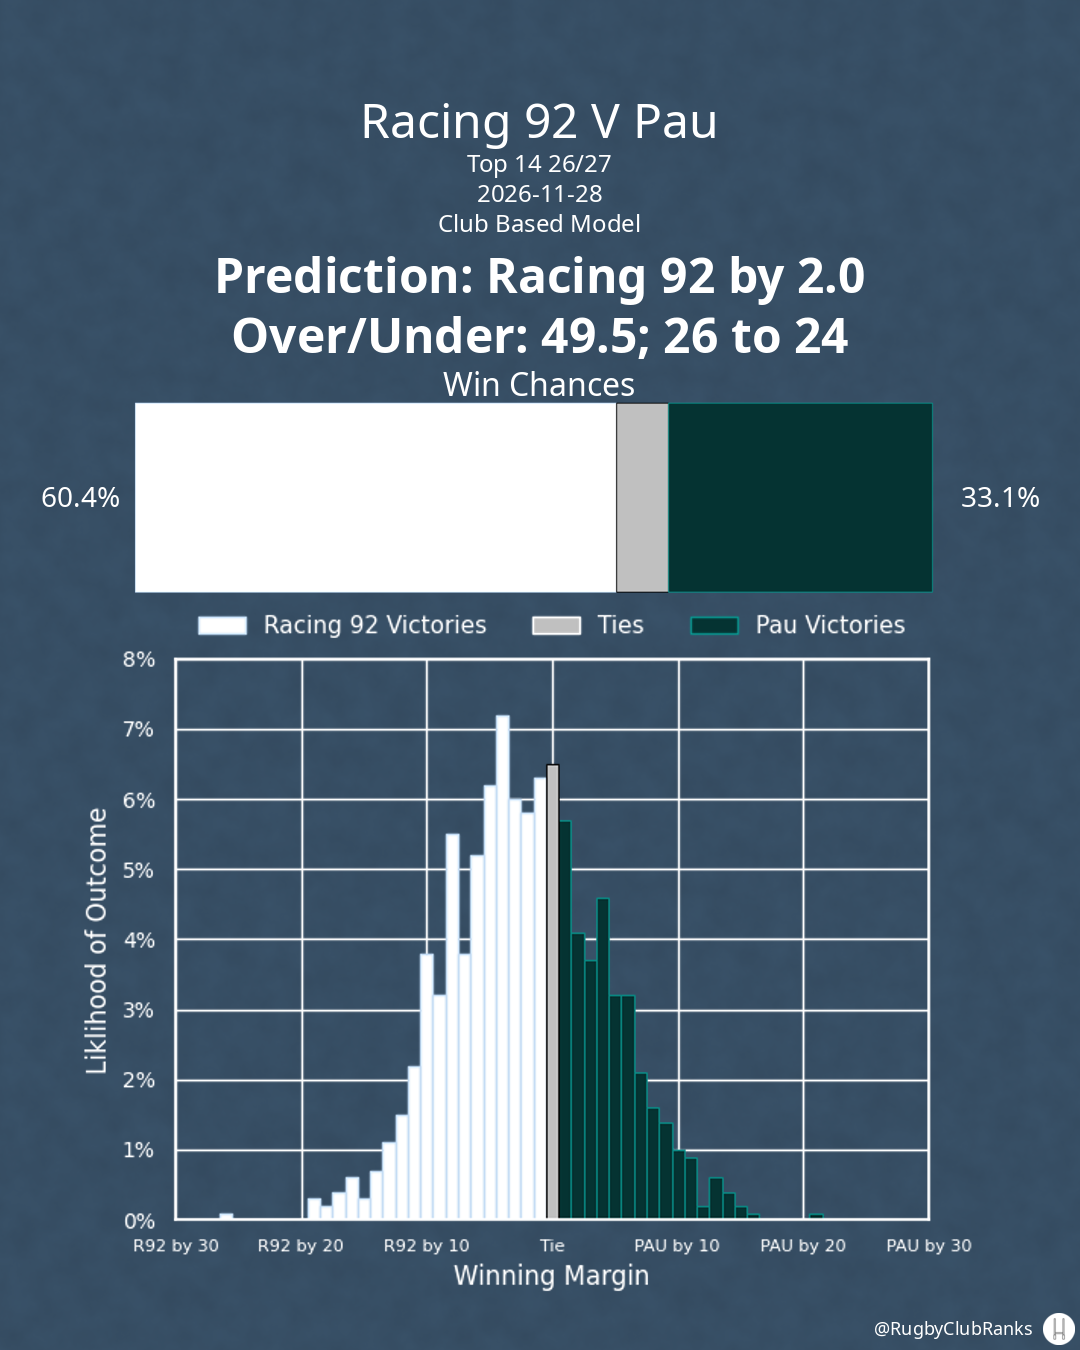 Racing 92 V Pau
Top 14 26/27
2026-11-28
Club Based Model
Prediction: Racing 92 by 2.0
Over/Under: 49.5; 26 to 24
Win Chances
60.4%
33.1%
Racing 92 Victories
Ties
Pau Victories
8%
7%
6%
5%
4%
3%
2%
1%
0%
Liklihood of Outcome
R92 by 30
R92 by 20
R92 by 10
Tie
PAU by 10
PAU by 20
PAU by 30
Winning Margin
@RugbyClubRanks